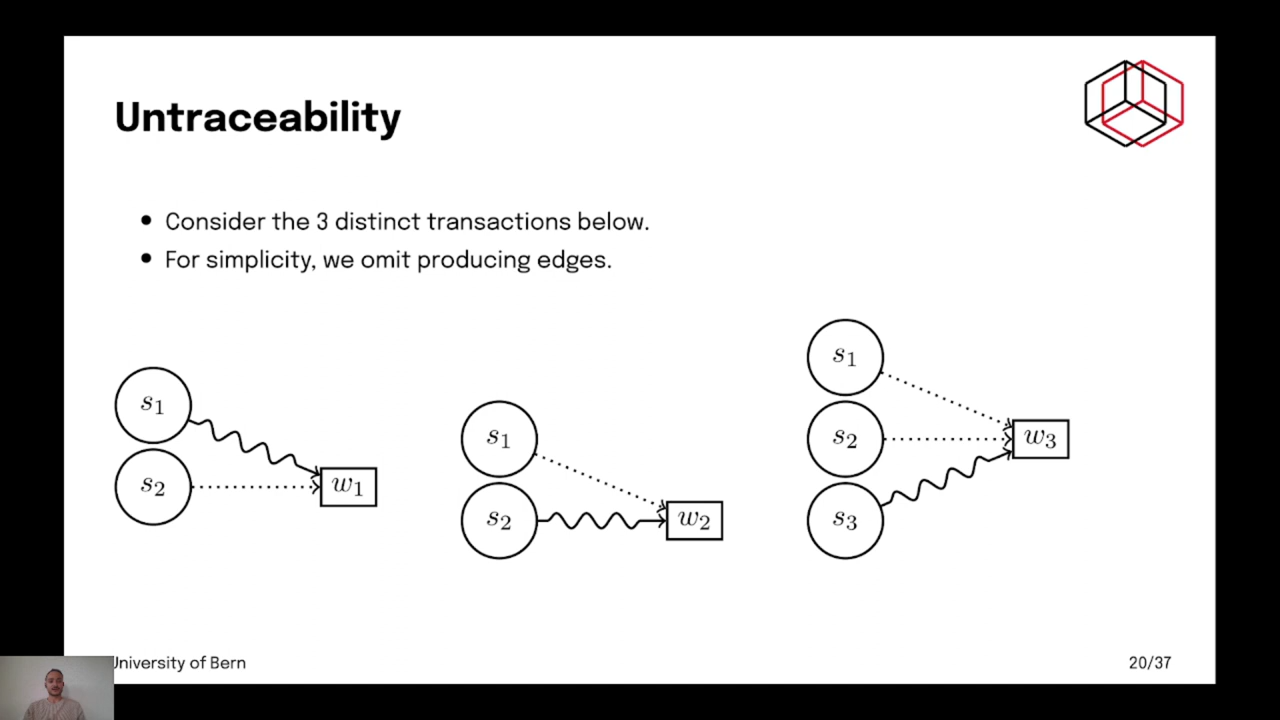 Untraceability
• Consider the 3 distinct transactions below.
• For simplicity, we omit producing edges.
s₁
s₂
w₁
s₁
s₂
w₂
s₁
s₂
s₃
w₃
University of Bern
20/37